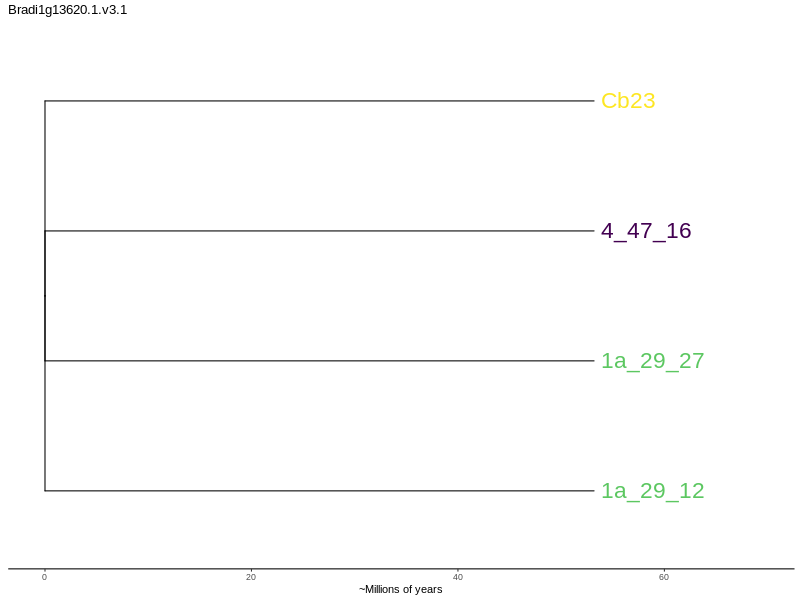 Bradi1g13620.1.v3.1
Cb23
4_47_16
1a_29_27
1a_29_12
0 20 40 60
~Millions of years